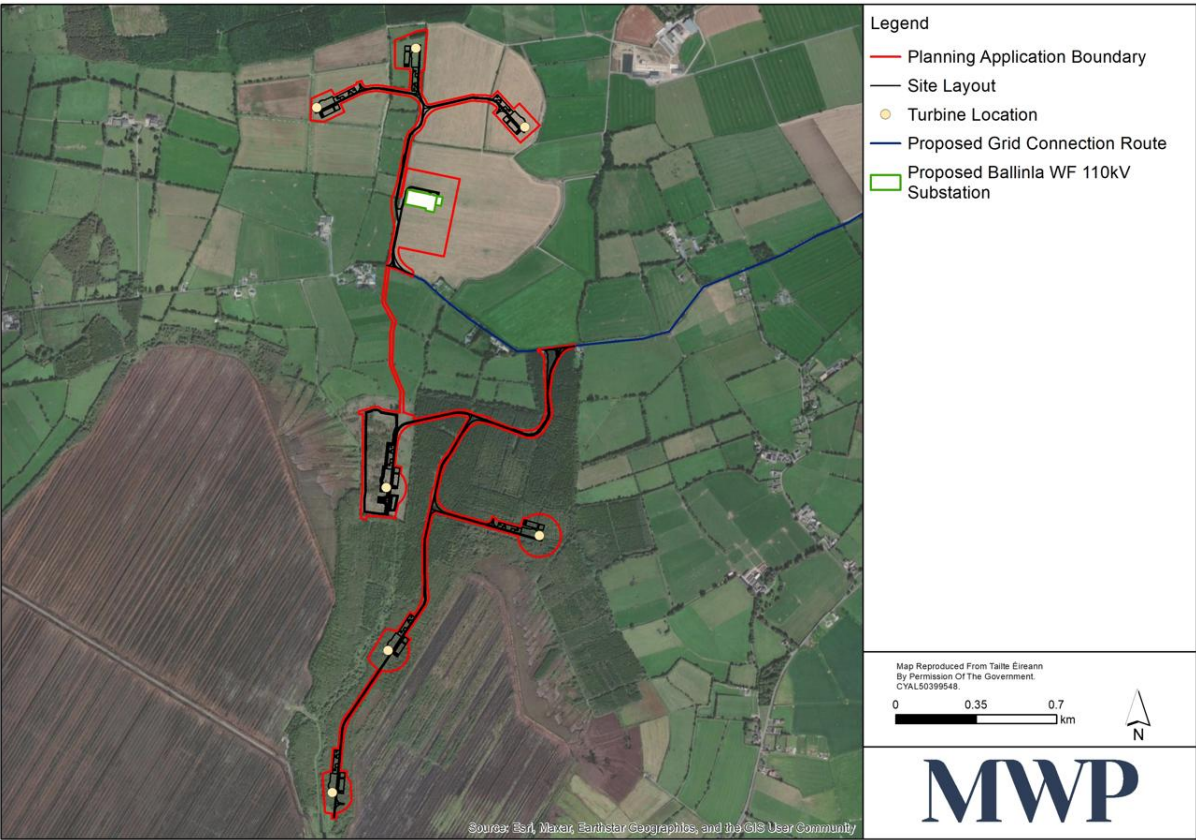 Legend
Planning Application Boundary
Site Layout
Turbine Location
Proposed Grid Connection Route
Proposed Ballinla WF 110kV
Substation
Map Reproduced From Tailte Éireann
By Permission Of The Government.
CYAL50399548.
0 0.35 0.7
km
N
MWP
Source: Esri, Maxar, Earthstar Geographics, and the GIS User Community